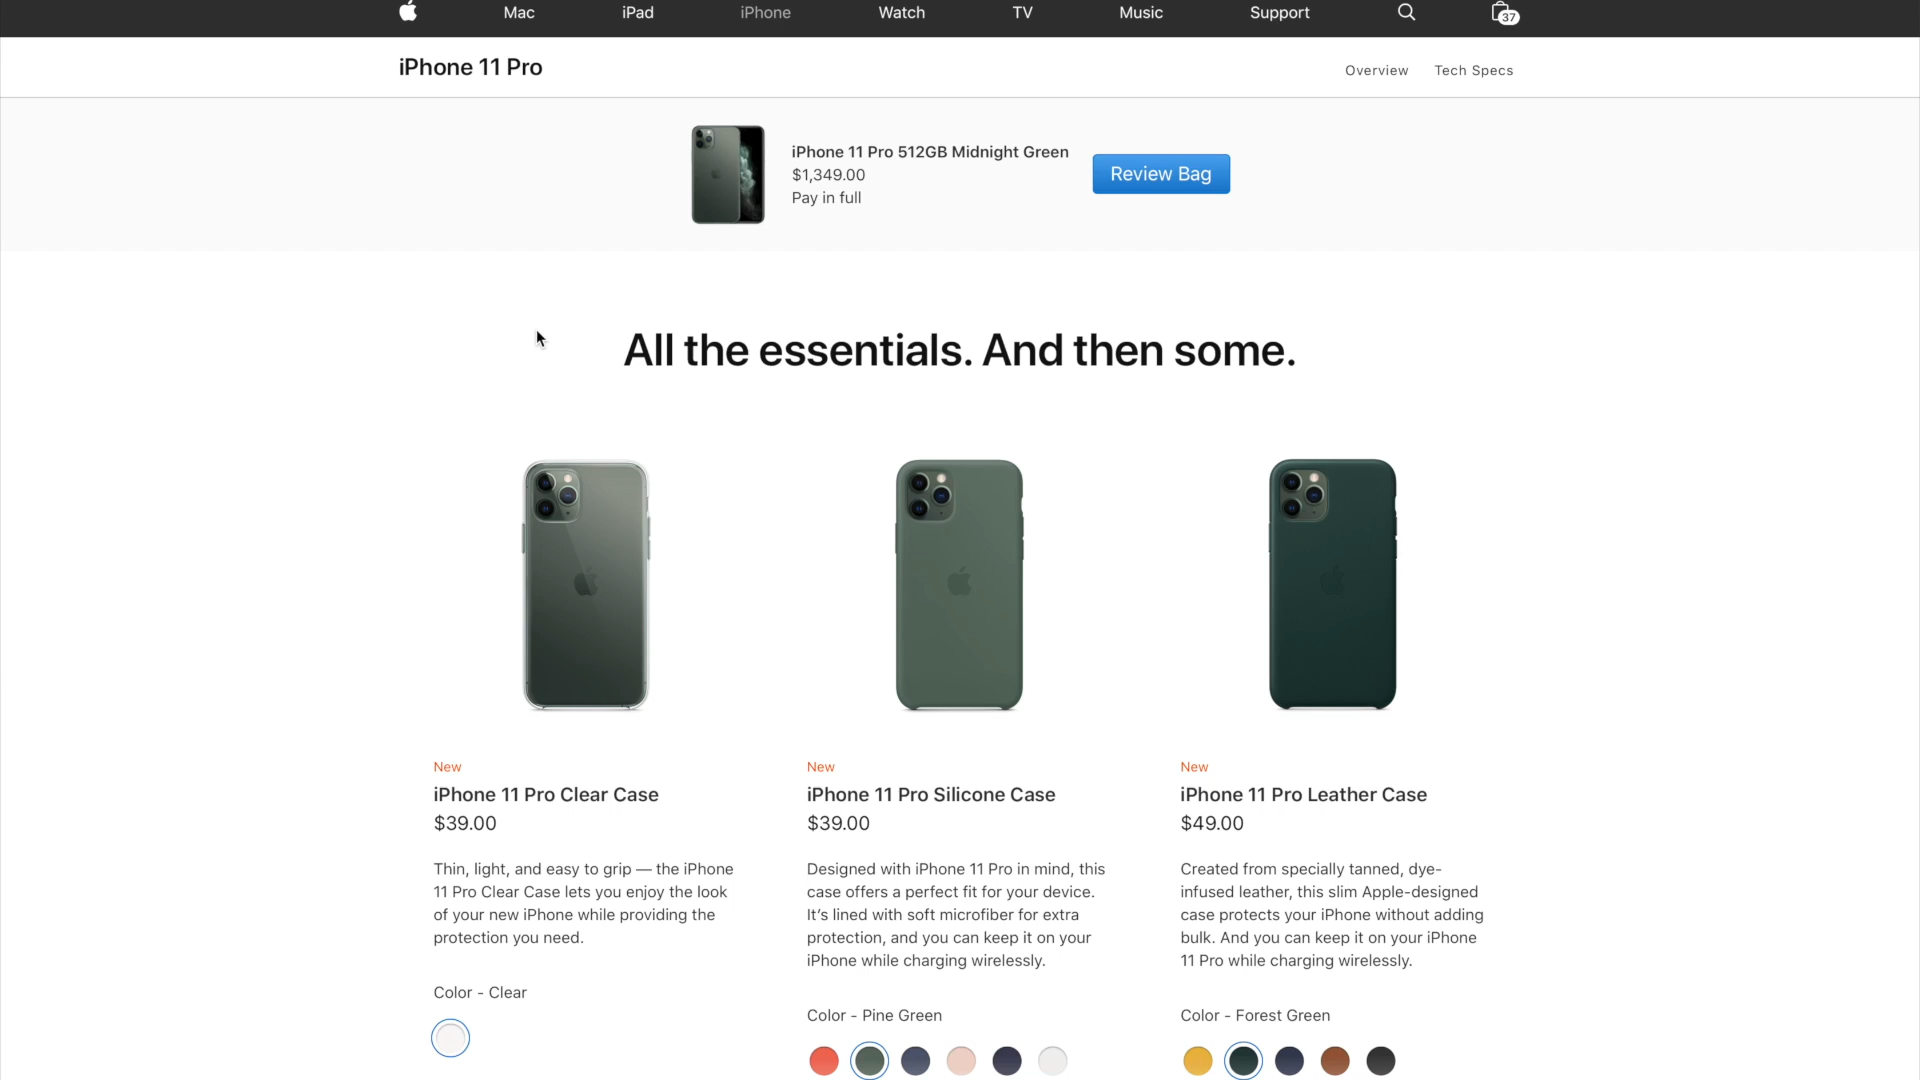 Mac iPad iPhone Watch TV Music Support 37
iPhone 11 Pro
Overview Tech Specs
iPhone 11 Pro 512GB Midnight Green
$1,349.00
Pay in full
Review Bag
All the essentials. And then some.
New
iPhone 11 Pro Clear Case
$39.00
Thin, light, and easy to grip — the iPhone
11 Pro Clear Case lets you enjoy the look
of your new iPhone while providing the
protection you need.
Color - Clear
New
iPhone 11 Pro Silicone Case
$39.00
Designed with iPhone 11 Pro in mind, this
case offers a perfect fit for your device.
It's lined with soft microfiber for extra
protection, and you can keep it on your
iPhone while charging wirelessly.
Color - Pine Green
New
iPhone 11 Pro Leather Case
$49.00
Created from specially tanned, dye-
infused leather, this slim Apple-designed
case protects your iPhone without adding
bulk. And you can keep it on your iPhone
11 Pro while charging wirelessly.
Color - Forest Green